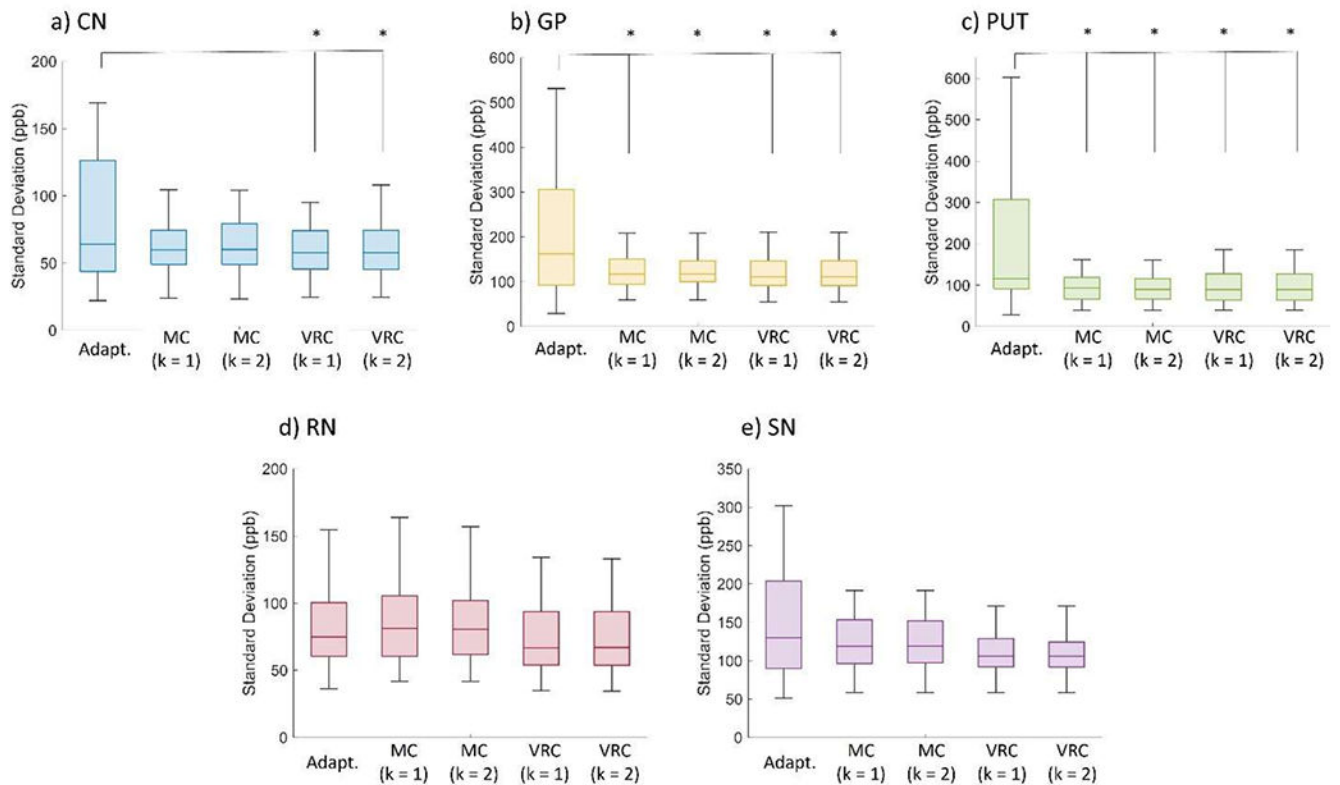 a) CN
* *
Standard Deviation (ppb)
200
150
100
50
0
Adapt.
MC
(k = 1)
MC
(k = 2)
VRC
(k = 1)
VRC
(k = 2)
b) GP
* * * *
Standard Deviation (ppb)
600
500
400
300
200
100
0
Adapt.
MC
(k = 1)
MC
(k = 2)
VRC
(k = 1)
VRC
(k = 2)
c) PUT
* * * *
Standard Deviation (ppb)
600
400
300
200
100
0
Adapt.
MC
(k = 1)
MC
(k = 2)
VRC
(k = 1)
VRC
(k = 2)
d) RN
Standard Deviation (ppb)
200
150
100
50
0
Adapt.
MC
(k = 1)
MC
(k = 2)
VRC
(k = 1)
VRC
(k = 2)
e) SN
Standard Deviation (ppb)
350
300
250
200
150
100
50
0
Adapt.
MC
(k = 1)
MC
(k = 2)
VRC
(k = 1)
VRC
(k = 2)